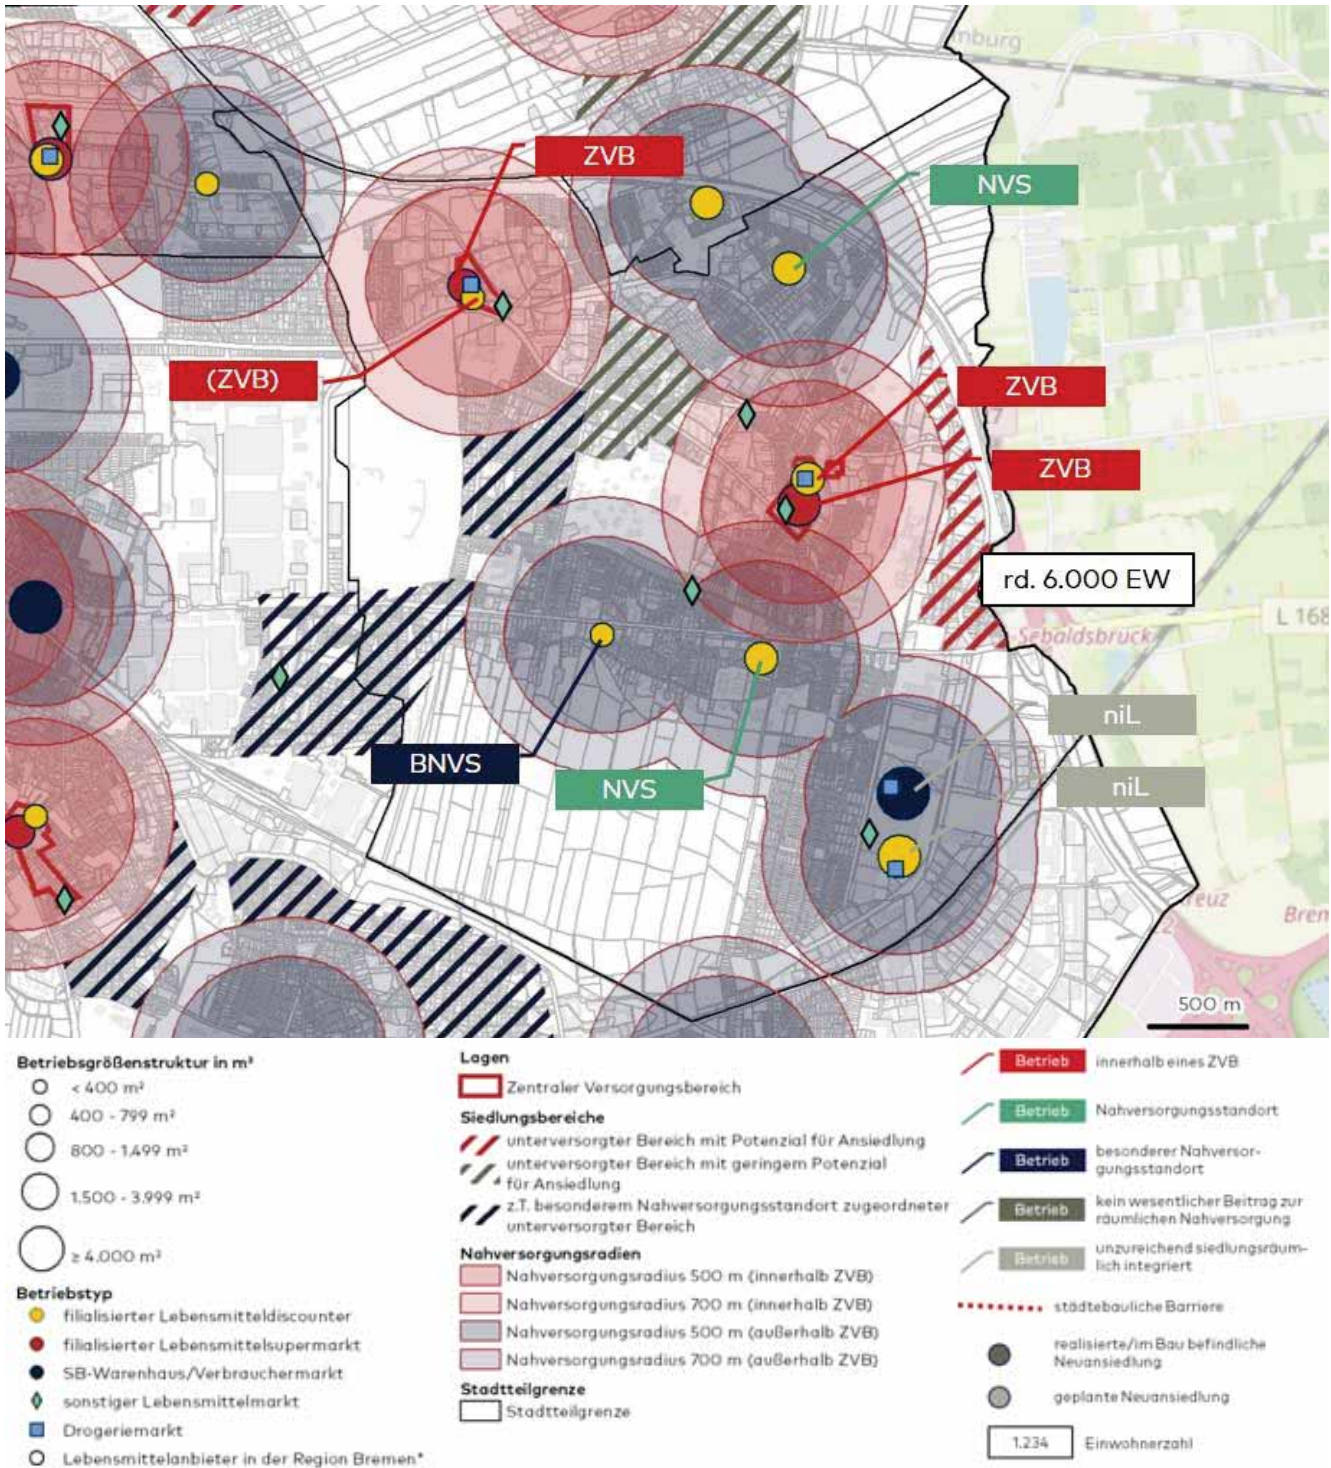 nburg
ZVB
NVS
(ZVB)
ZVB
ZVB
rd. 6.000 EW
L 168
Sebaldsbrück
niL
BNVS
NVS
niL
reuz
Brem
500 m
Betriebsgrößenstruktur in m²
< 400 m²
400 - 799 m²
800 - 1.499 m²
1.500 - 3.999 m²
≥ 4.000 m²
Betriebstyp
filialisierter Lebensmitteldiscounter
filialisierter Lebensmittelsupermarkt
SB-Warenhaus/Verbrauchermarkt
sonstiger Lebensmittelmarkt
Drogeriemarkt
Lebensmittelanbieter in der Region Bremen*
Lagen
Zentraler Versorgungsbereich
Siedlungsbereiche
unterversorgter Bereich mit Potenzial für Ansiedlung
unterversorgter Bereich mit geringem Potenzial
für Ansiedlung
z.T. besonderem Nahversorgungsstandort zugeordneter
unterversorgter Bereich
Nahversorgungsradien
Nahversorgungsradius 500 m (innerhalb ZVB)
Nahversorgungsradius 700 m (innerhalb ZVB)
Nahversorgungsradius 500 m (außerhalb ZVB)
Nahversorgungsradius 700 m (außerhalb ZVB)
Stadtteilgrenze
Stadtteilgrenze
Betrieb innerhalb eines ZVB
Betrieb Nahversorgungsstandort
Betrieb besonderer Nahversor-
gungsstandort
Betrieb kein wesentlicher Beitrag zur
räumlichen Nahversorgung
Betrieb unzureichend siedlungsräum-
lich integriert
städtebauliche Barriere
realisierte/im Bau befindliche
Neuansiedlung
geplante Neuansiedlung
1.234 Einwohnerzahl